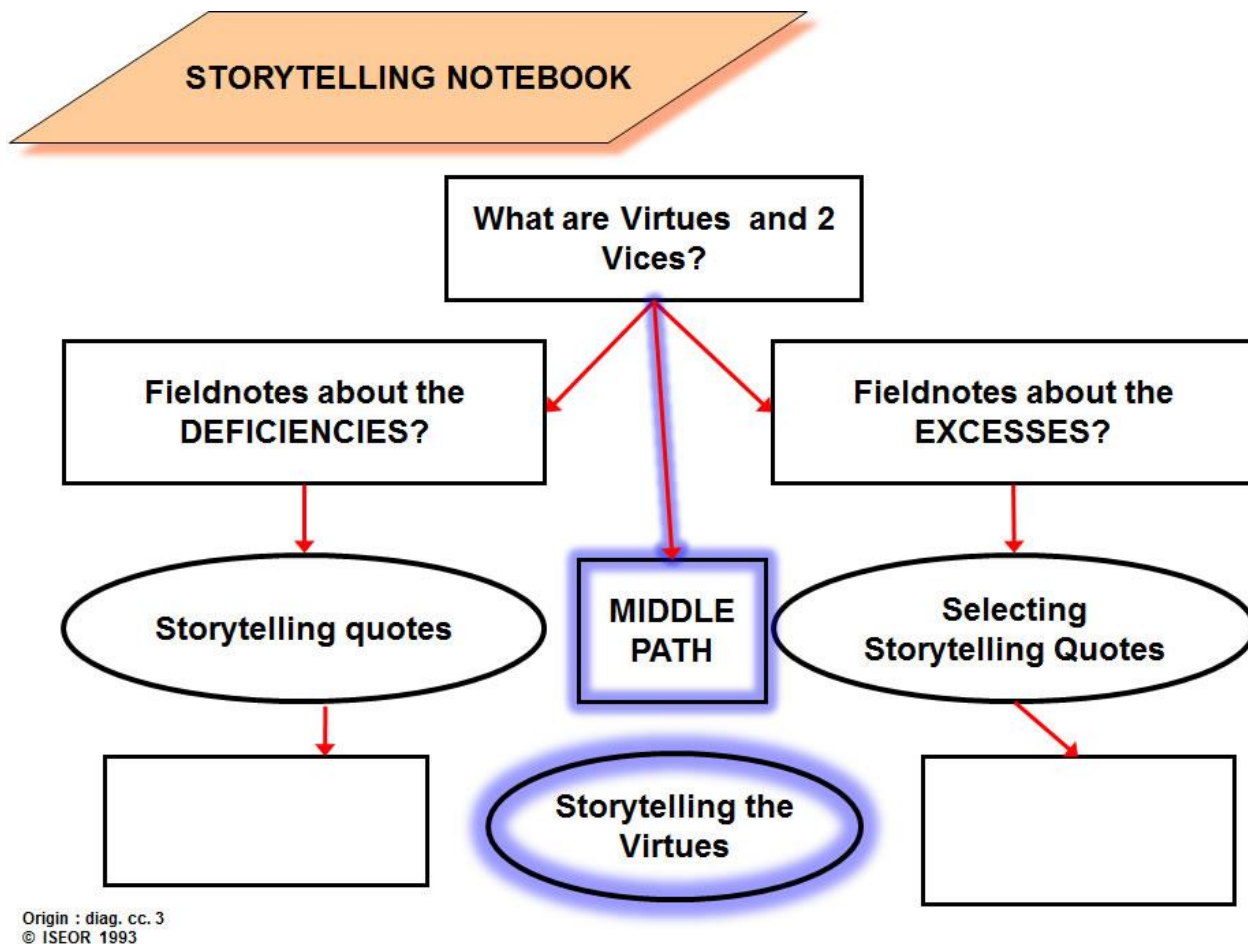 STORYTELLING NOTEBOOK
What are Virtues and 2
Vices?
Fieldnotes about the
DEFICIENCIES?
Fieldnotes about the
EXCESSES?
Storytelling quotes
MIDDLE
PATH
Selecting
Storytelling Quotes
Storytelling the
Virtues
Origin : diag. cc. 3
© ISEOR 1993